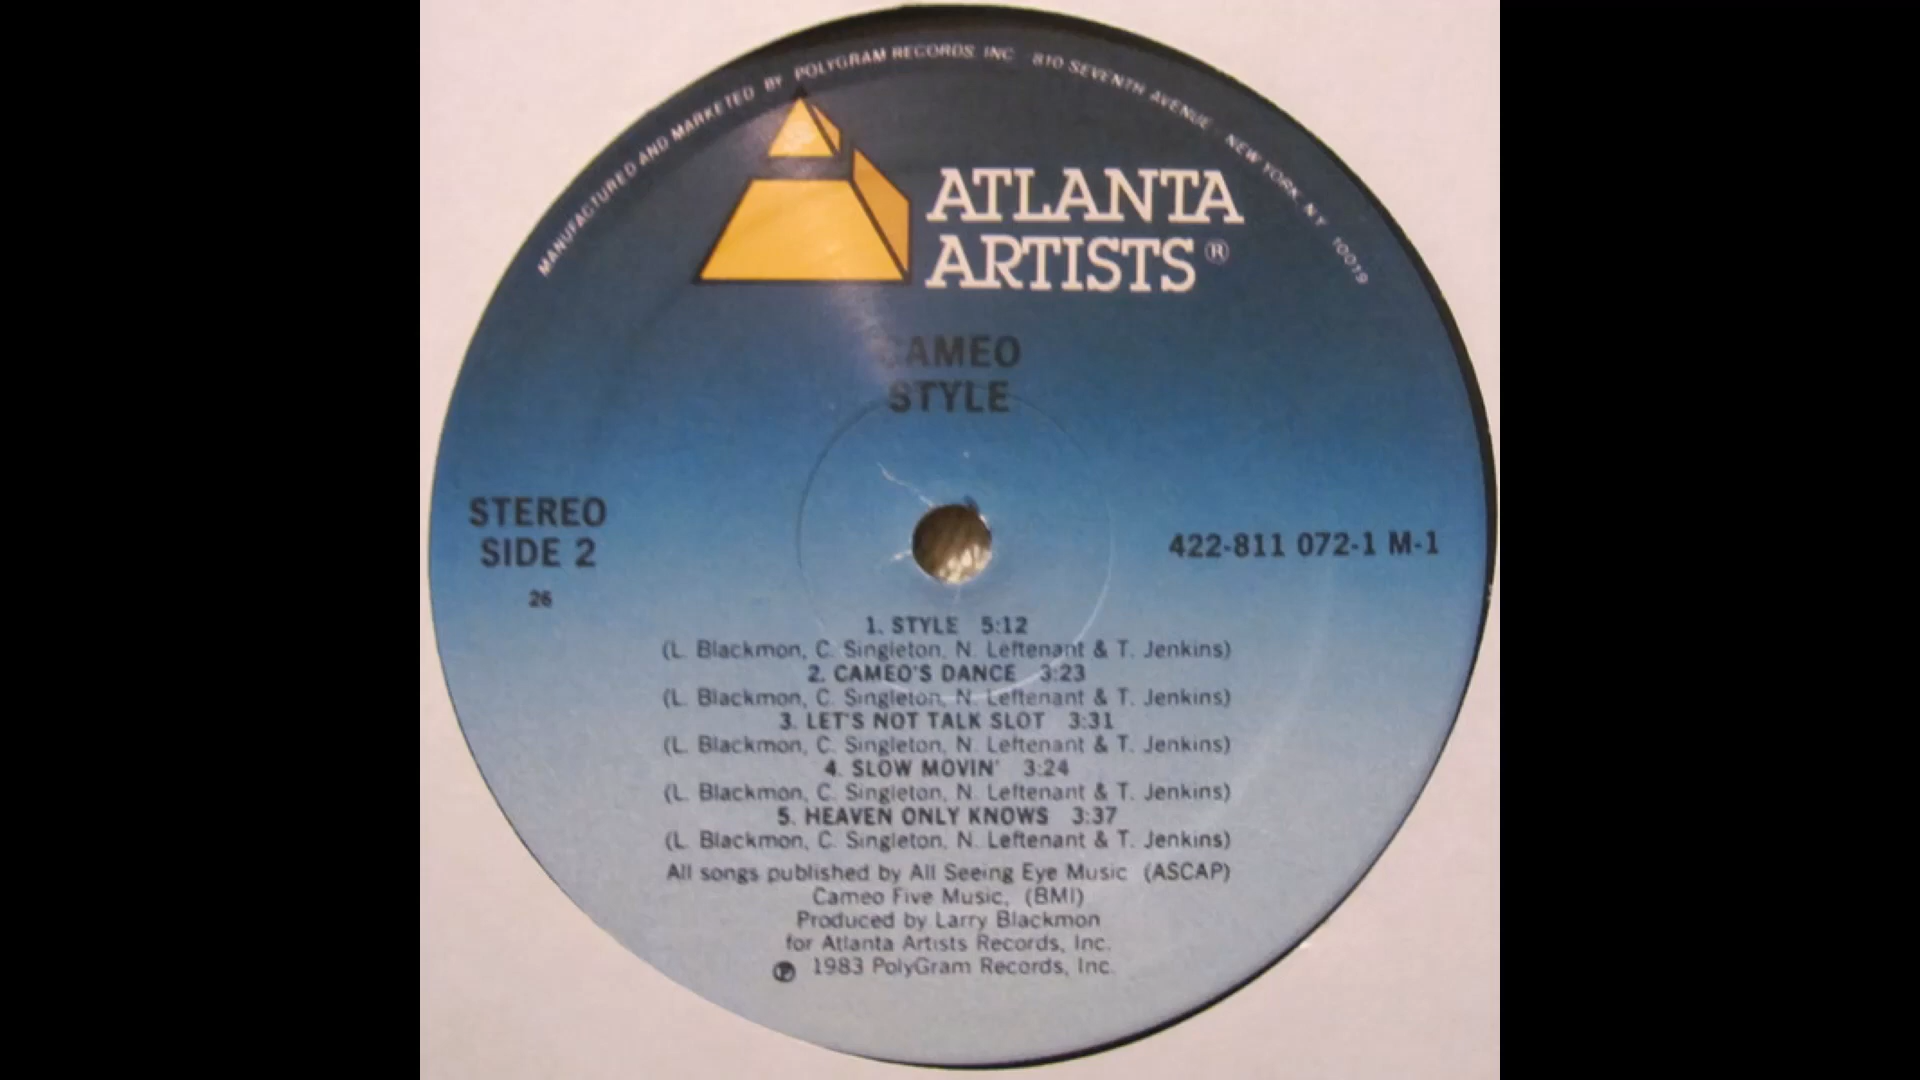 MANUFACTURED AND MARKETED BY POLYGRAM RECORDS, INC 810 SEVENTH AVENUE NEW YORK, N.Y. 10019
ATLANTA
ARTISTS ®
CAMEO
STYLE
STEREO
SIDE 2
26
422-811 072-1 M-1
1. STYLE 5:12
(L. Blackmon, C. Singleton, N. Leftenant & T. Jenkins)
2. CAMEO'S DANCE 3:23
(L. Blackmon, C. Singleton, N. Leftenant & T. Jenkins)
3. LET'S NOT TALK SLOT 3:31
(L. Blackmon, C. Singleton, N. Leftenant & T. Jenkins)
4. SLOW MOVIN' 3:24
(L. Blackmon, C. Singleton, N. Leftenant & T. Jenkins)
5. HEAVEN ONLY KNOWS 3:37
(L. Blackmon, C. Singleton, N. Leftenant & T. Jenkins)
All songs published by All Seeing Eye Music (ASCAP)
Cameo Five Music, (BMI)
Produced by Larry Blackmon
for Atlanta Artists Records, Inc.
℗ 1983 PolyGram Records, Inc.